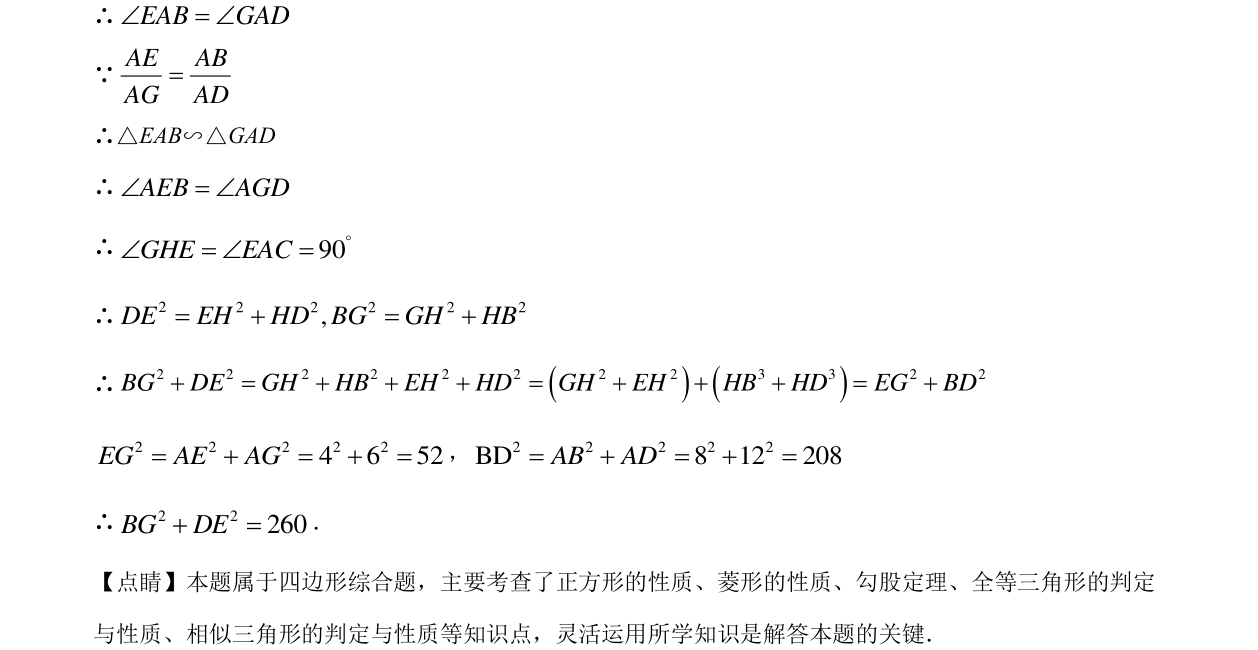 ∴ ∠EAB = ∠GAD
∵ AE/AG = AB/AD
∴△EAB∽△GAD
∴ ∠AEB = ∠AGD
∴ ∠GHE = ∠EAC = 90°
∴ DE² = EH² + HD², BG² = GH² + HB²
∴ BG² + DE² = GH² + HB² + EH² + HD² = (GH² + EH²) + (HB³ + HD³) = EG² + BD²
EG² = AE² + AG² = 4² + 6² = 52， BD² = AB² + AD² = 8² + 12² = 208
∴ BG² + DE² = 260 .
【点睛】本题属于四边形综合题，主要考查了正方形的性质、菱形的性质、勾股定理、全等三角形的判定
与性质、相似三角形的判定与性质等知识点，灵活运用所学知识是解答本题的关键．